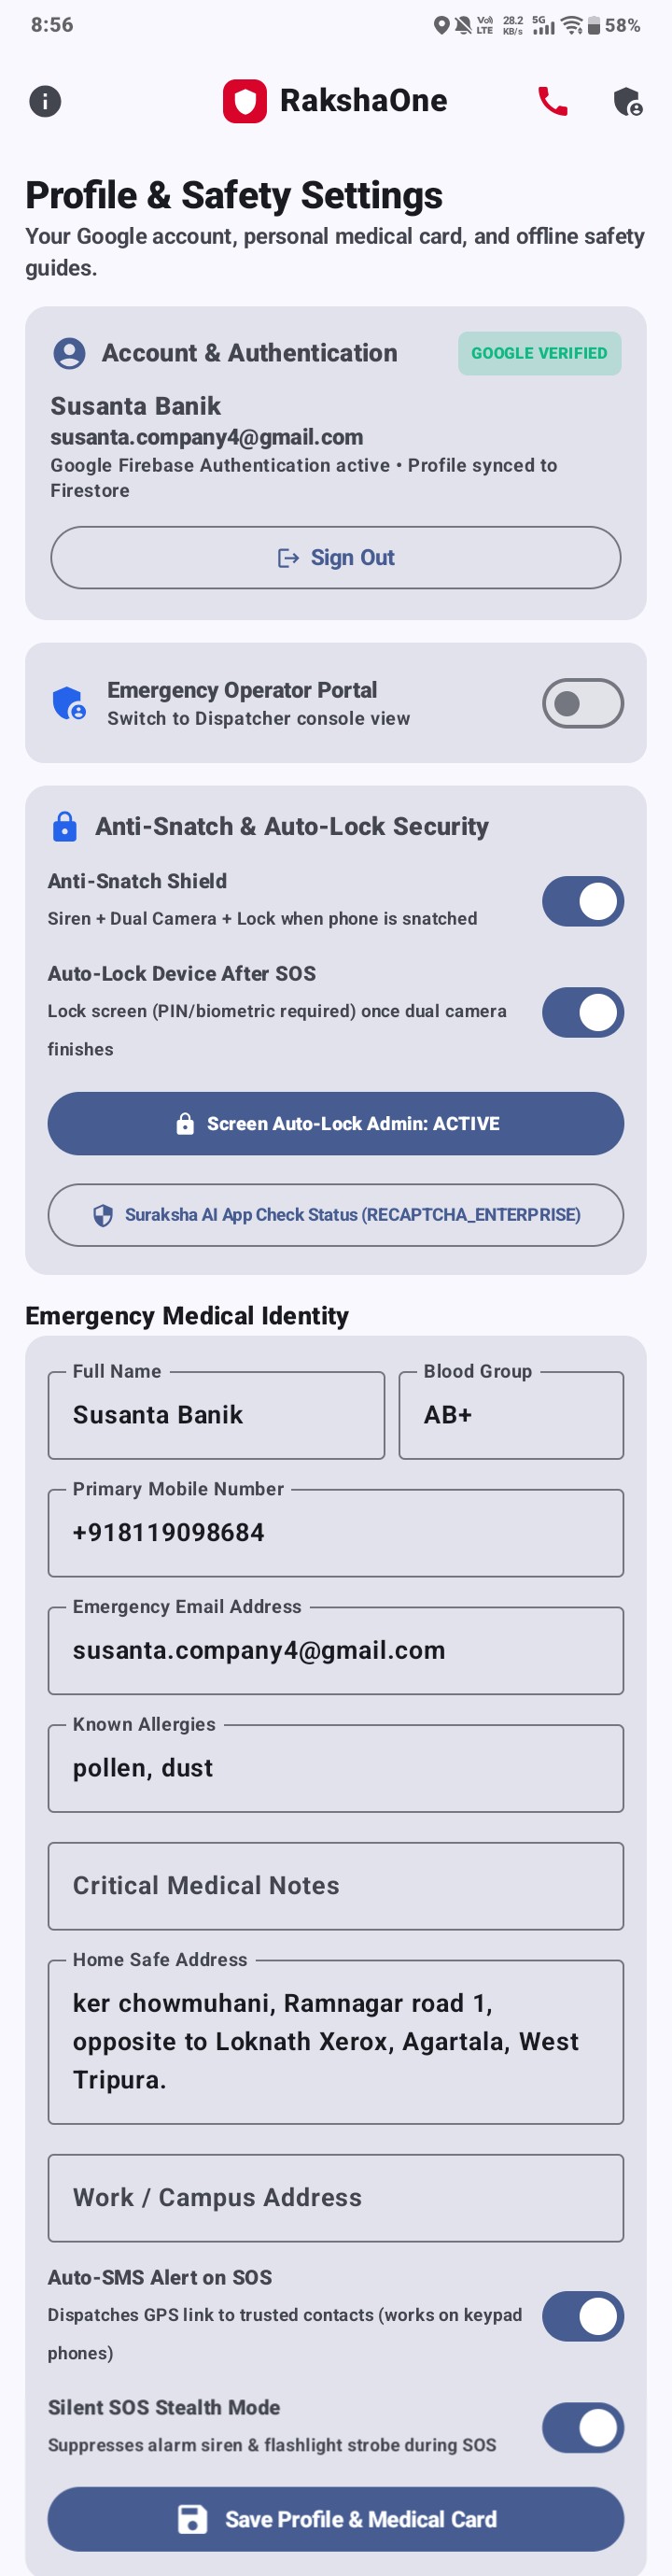 8:56
Vo) LTE
28.2 KB/s
5G
58%
RakshaOne
Profile & Safety Settings
Your Google account, personal medical card, and offline safety
guides.
Account & Authentication
GOOGLE VERIFIED
Susanta Banik
susanta.company4@gmail.com
Google Firebase Authentication active • Profile synced to
Firestore
Sign Out
Emergency Operator Portal
Switch to Dispatcher console view
Anti-Snatch & Auto-Lock Security
Anti-Snatch Shield
Siren + Dual Camera + Lock when phone is snatched
Auto-Lock Device After SOS
Lock screen (PIN/biometric required) once dual camera
finishes
Screen Auto-Lock Admin: ACTIVE
Suraksha AI App Check Status (RECAPTCHA_ENTERPRISE)
Emergency Medical Identity
Full Name
Blood Group
Susanta Banik
AB+
Primary Mobile Number
+918119098684
Emergency Email Address
susanta.company4@gmail.com
Known Allergies
pollen, dust
Critical Medical Notes
Home Safe Address
ker chowmuhani, Ramnagar road 1,
opposite to Loknath Xerox, Agartala, West
Tripura.
Work / Campus Address
Auto-SMS Alert on SOS
Dispatches GPS link to trusted contacts (works on keypad
phones)
Silent SOS Stealth Mode
Suppresses alarm siren & flashlight strobe during SOS
Save Profile & Medical Card